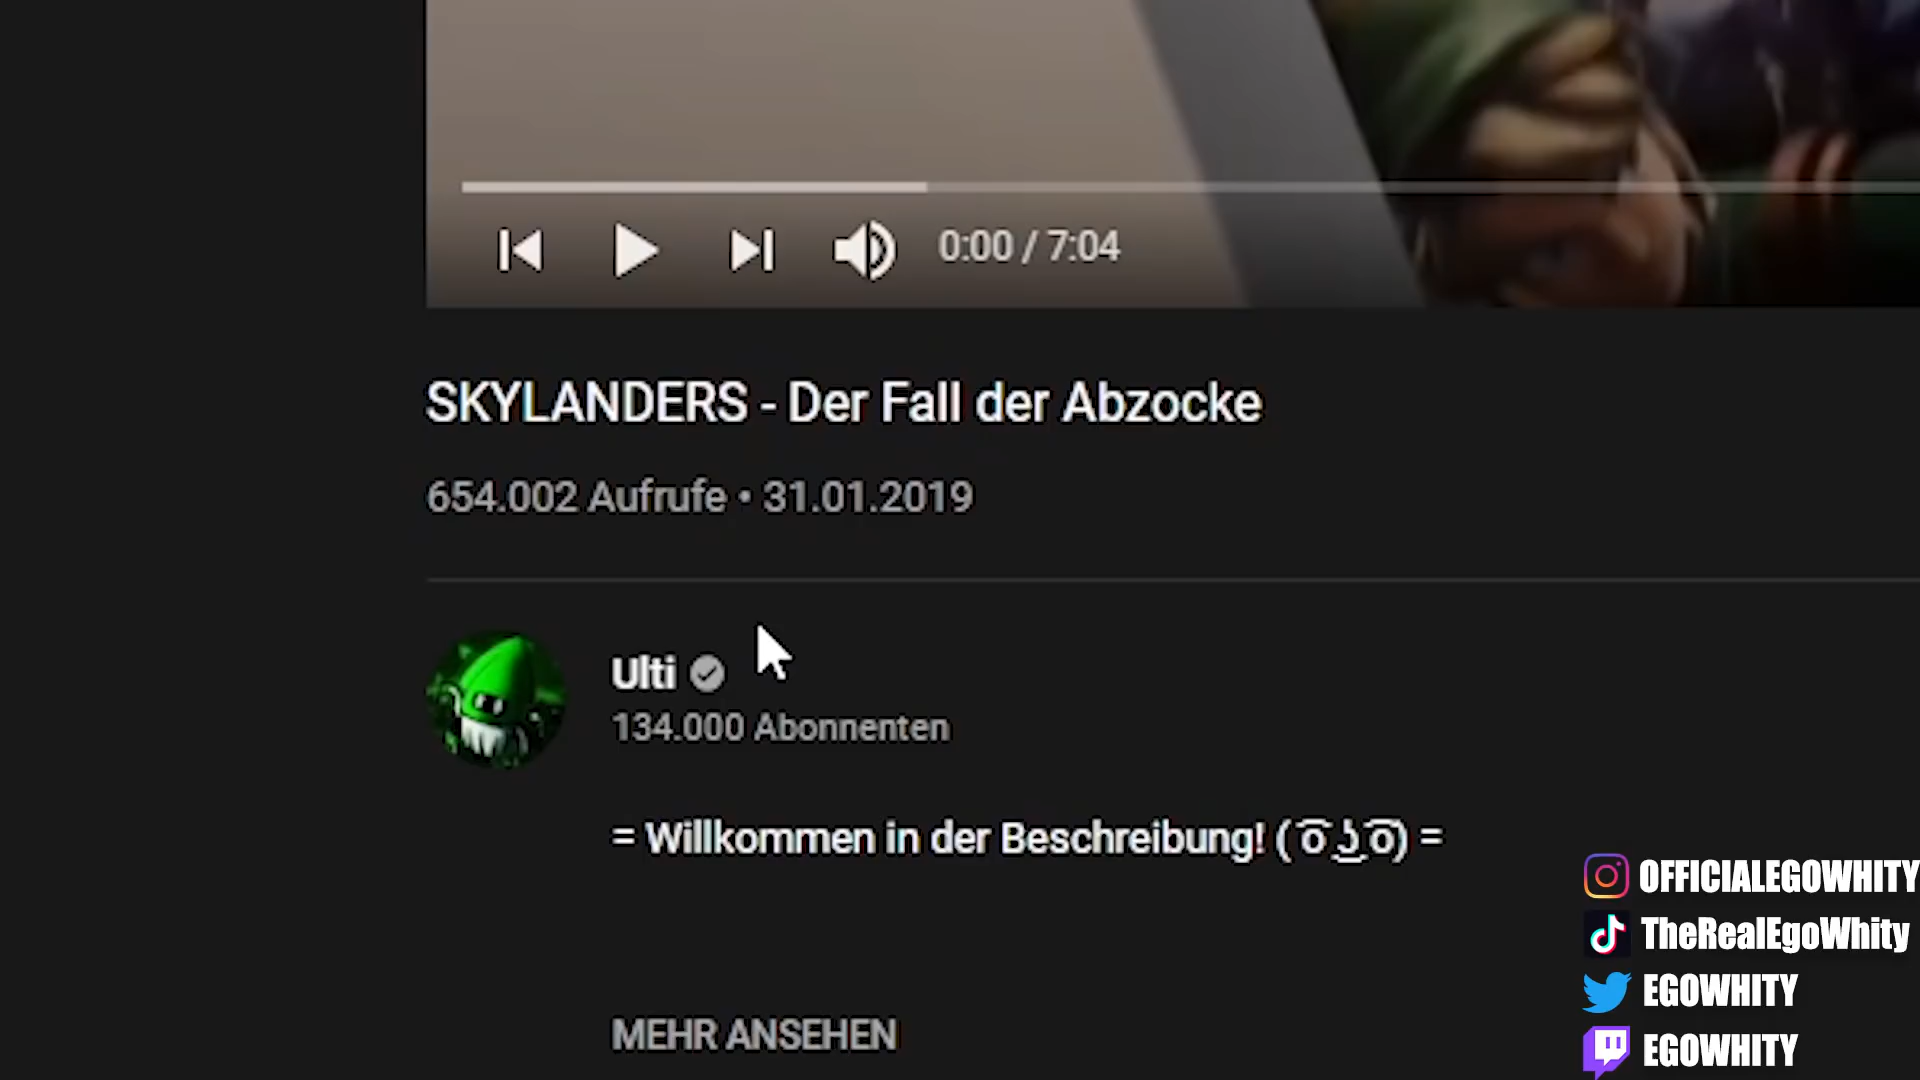 0:00 / 7:04
SKYLANDERS - Der Fall der Abzocke
654.002 Aufrufe • 31.01.2019
Ulti
134.000 Abonnenten
= Willkommen in der Beschreibung! ( ͡ʘ ͜ʖ ͡ʘ) =
MEHR ANSEHEN
OFFICIALEGOWHITY
TheRealEgoWhity
EGOWHITY
EGOWHITY